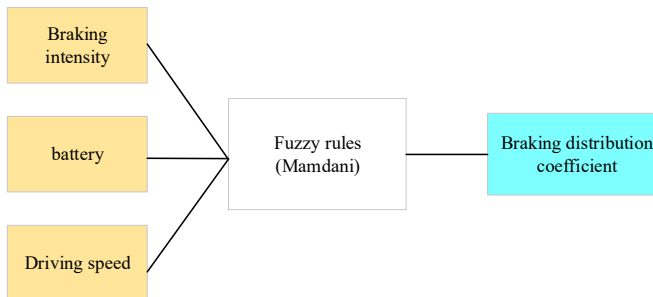 Braking
intensity
battery
Driving speed
Fuzzy rules
(Mamdani)
Braking distribution
coefficient